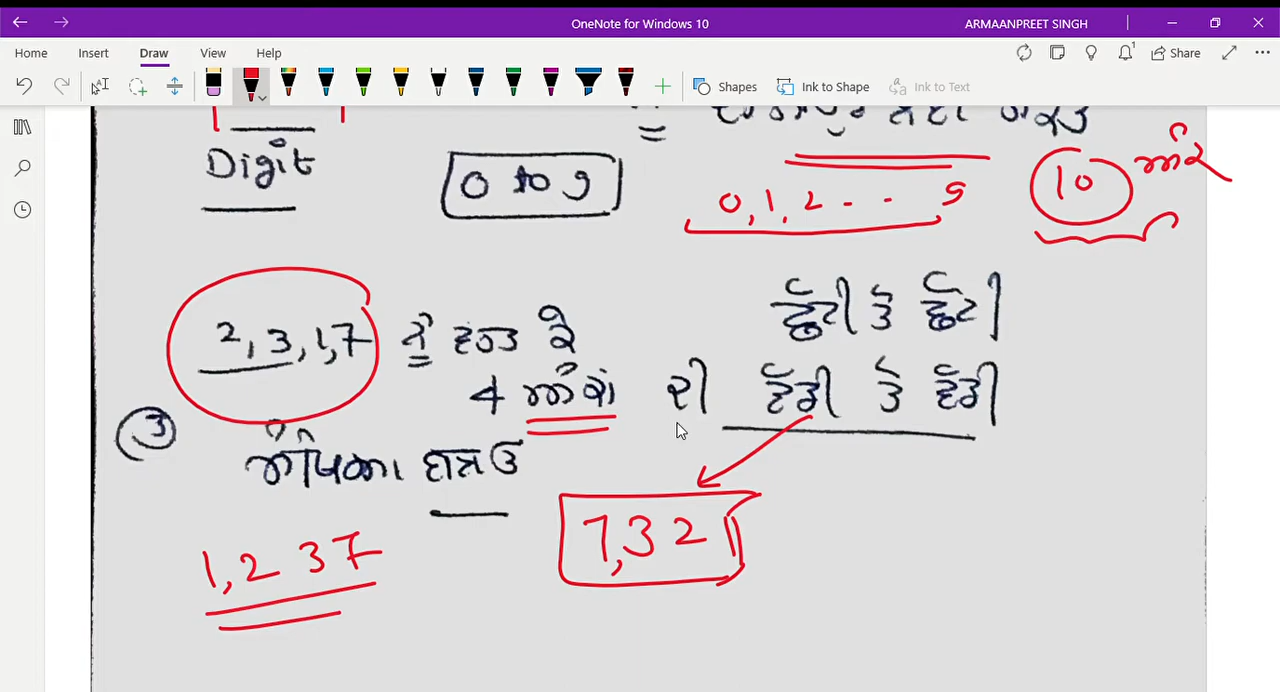 OneNote for Windows 10
ARMAANPREET SINGH
Home Insert Draw View Help
1 Share
Shapes Ink to Shape Ink to Text
Digit
0 to 9
0, 1, 2 - - 9
10 ਅੰਕ
2, 3, 1, 7 ਨੂੰ ਵਰਤ ਕੇ
ਛੋਟੀ ਤੋਂ ਛੋਟੀ
4 ਅੰਕਾਂ ਦੀ ਵੱਡੀ ਤੋਂ ਵੱਡੀ
3
ਸੰਖਿਆ ਬਣਾਓ
7,321
1,237